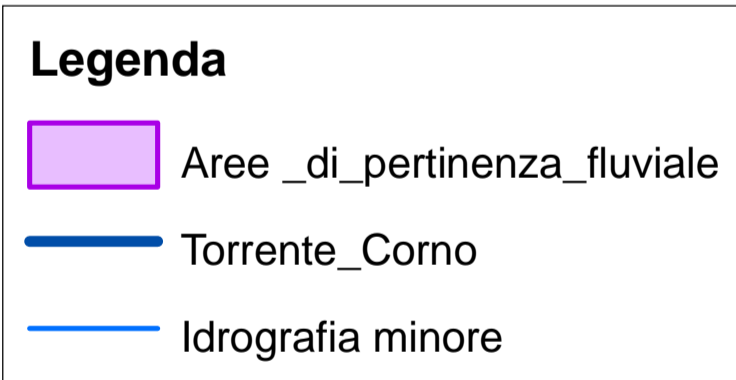 Legenda
Aree _di_pertinenza_fluviale
Torrente_Corno
Idrografia minore